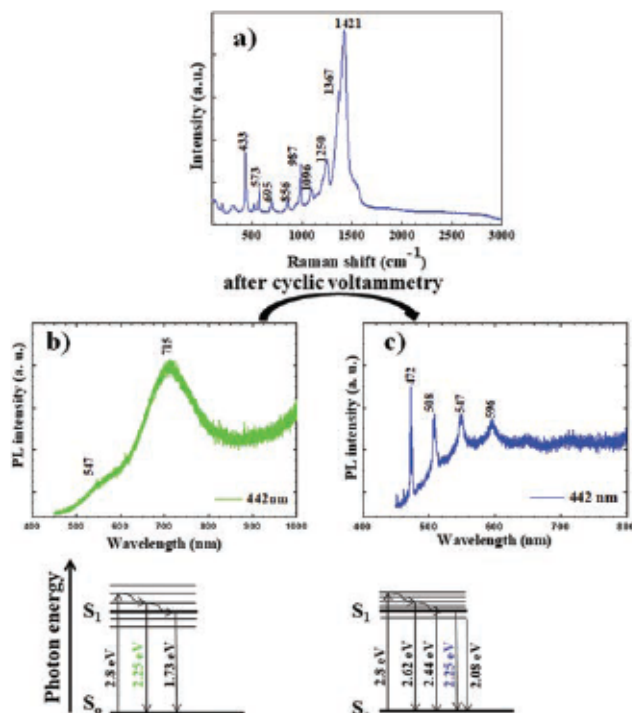 a)
1421
1367
1250
1096
987
856
695
573
433
Intensity (a.u.)
500 1000 1500 2000 2500 3000
Raman shift (cm-1)
after cyclic voltammetry
b)
715
547
PL intensity (a. u.)
442nm
400 500 600 700 800 900 1000
Wavelength (nm)
c)
472
508
547
596
PL intensity (a. u.)
442 nm
400 500 600 700 800
Wavelength (nm)
Photon energy
S1
2.8 eV
2.25 eV
1.73 eV
S1
2.8 eV
2.62 eV
2.44 eV
2.25 eV
2.08 eV